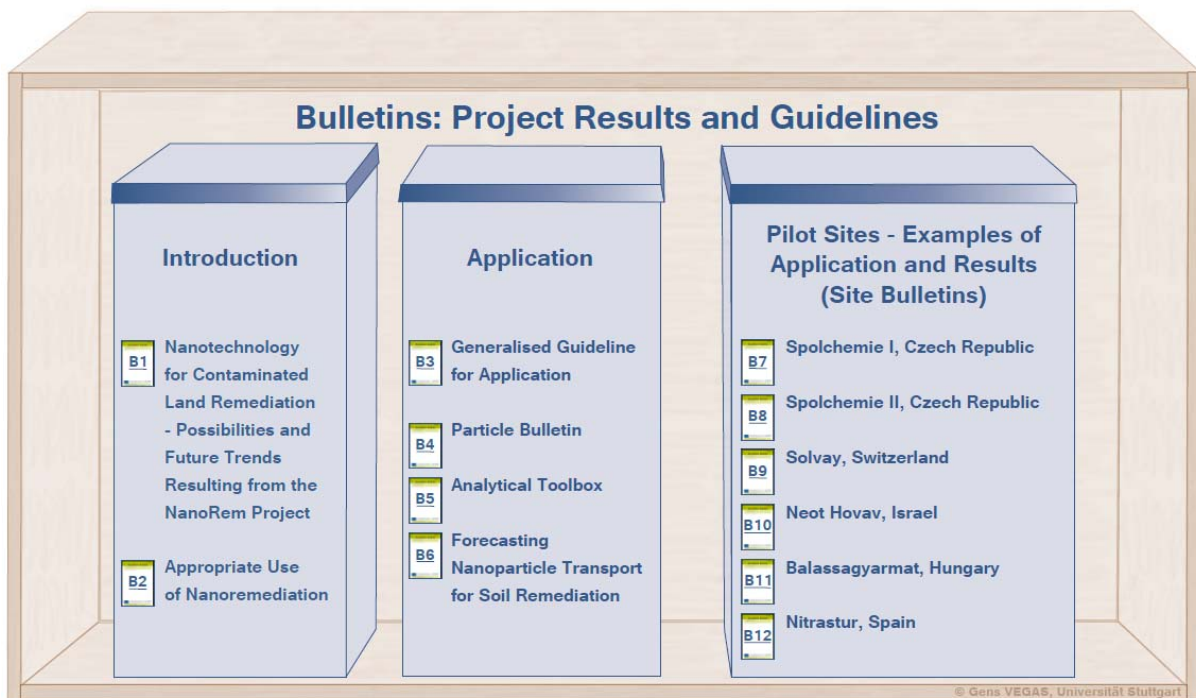 Bulletins: Project Results and Guidelines
Introduction
B1
Nanotechnology
for Contaminated
Land Remediation
- Possibilities and
Future Trends
Resulting from the
NanoRem Project
B2
Appropriate Use
of Nanoremediation
Application
B3
Generalised Guideline
for Application
B4
Particle Bulletin
B5
Analytical Toolbox
B6
Forecasting
Nanoparticle Transport
for Soil Remediation
Pilot Sites - Examples of
Application and Results
(Site Bulletins)
B7
Spolchemie I, Czech Republic
B8
Spolchemie II, Czech Republic
B9
Solvay, Switzerland
B10
Neot Hovav, Israel
B11
Balassagyarmat, Hungary
B12
Nitrastur, Spain
© Gens VEGAS, Universität Stuttgart